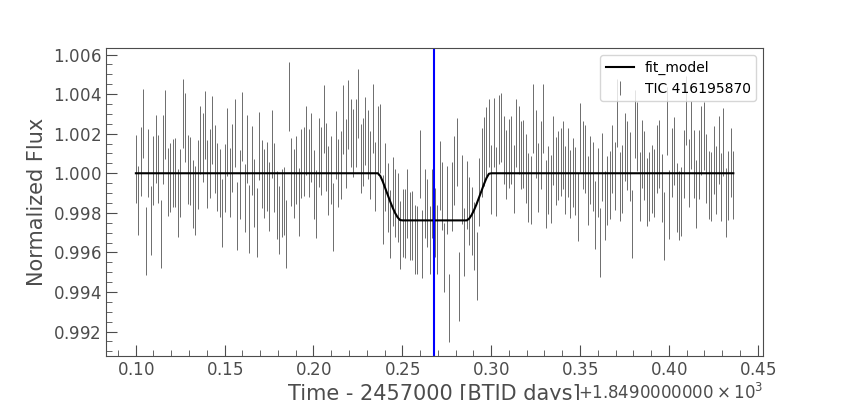 1.006
1.004
1.002
1.000
0.998
0.996
0.994
0.992
Normalized Flux
fit_model
TIC 416195870
0.10 0.15 0.20 0.25 0.30 0.35 0.40 0.45
Time - 2457000 [BTJD days]
+1.8490000000 × 10³